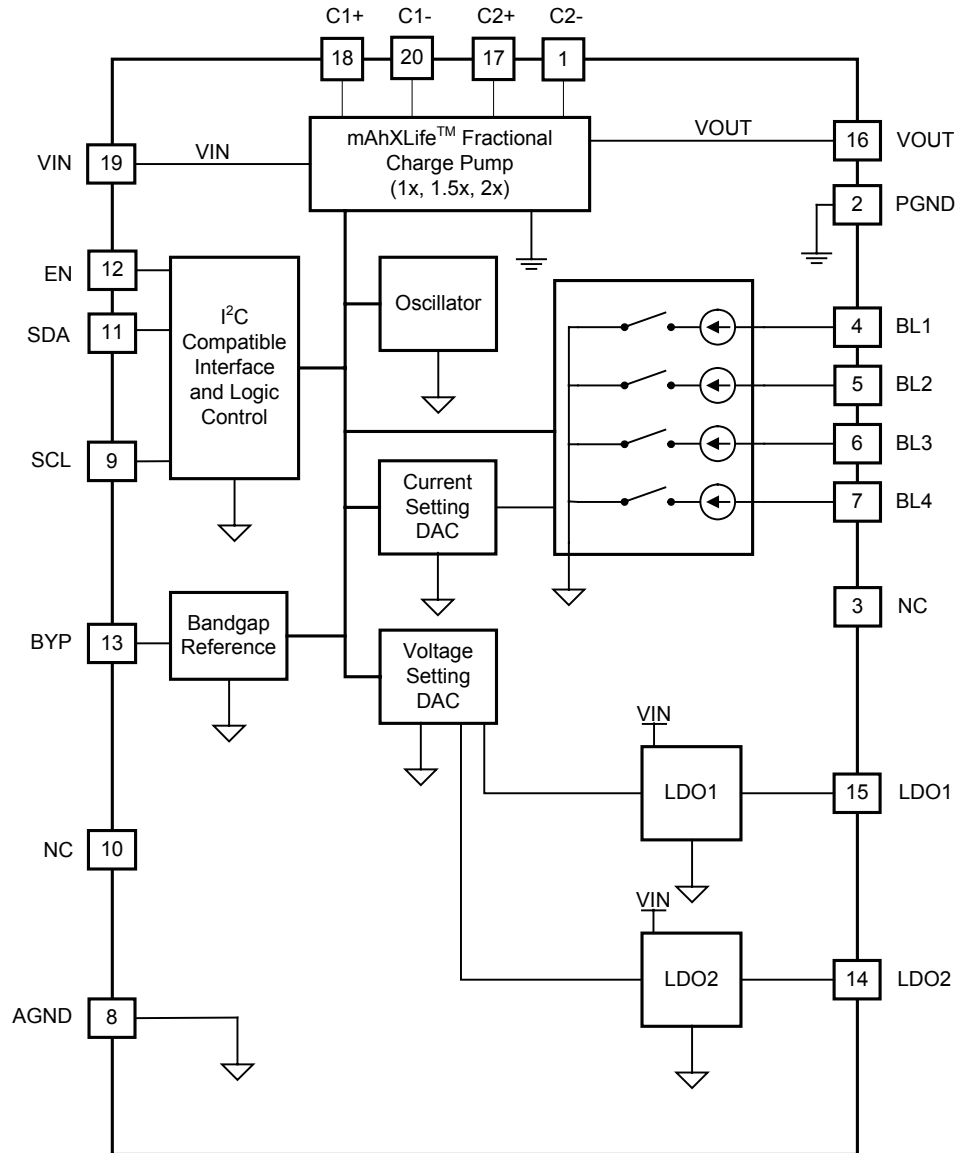 C1+ C1- C2+ C2-
18 20 17 1
mAhXLife™ Fractional
Charge Pump
(1x, 1.5x, 2x)
VIN 19 VIN
VOUT 16 VOUT
2 PGND
EN 12
SDA 11
SCL 9
I²C
Compatible
Interface
and Logic
Control
Oscillator
4 BL1
5 BL2
6 BL3
7 BL4
Current
Setting
DAC
3 NC
BYP 13
Bandgap
Reference
Voltage
Setting
DAC
VIN
LDO1
15 LDO1
NC 10
VIN
LDO2
14 LDO2
AGND 8